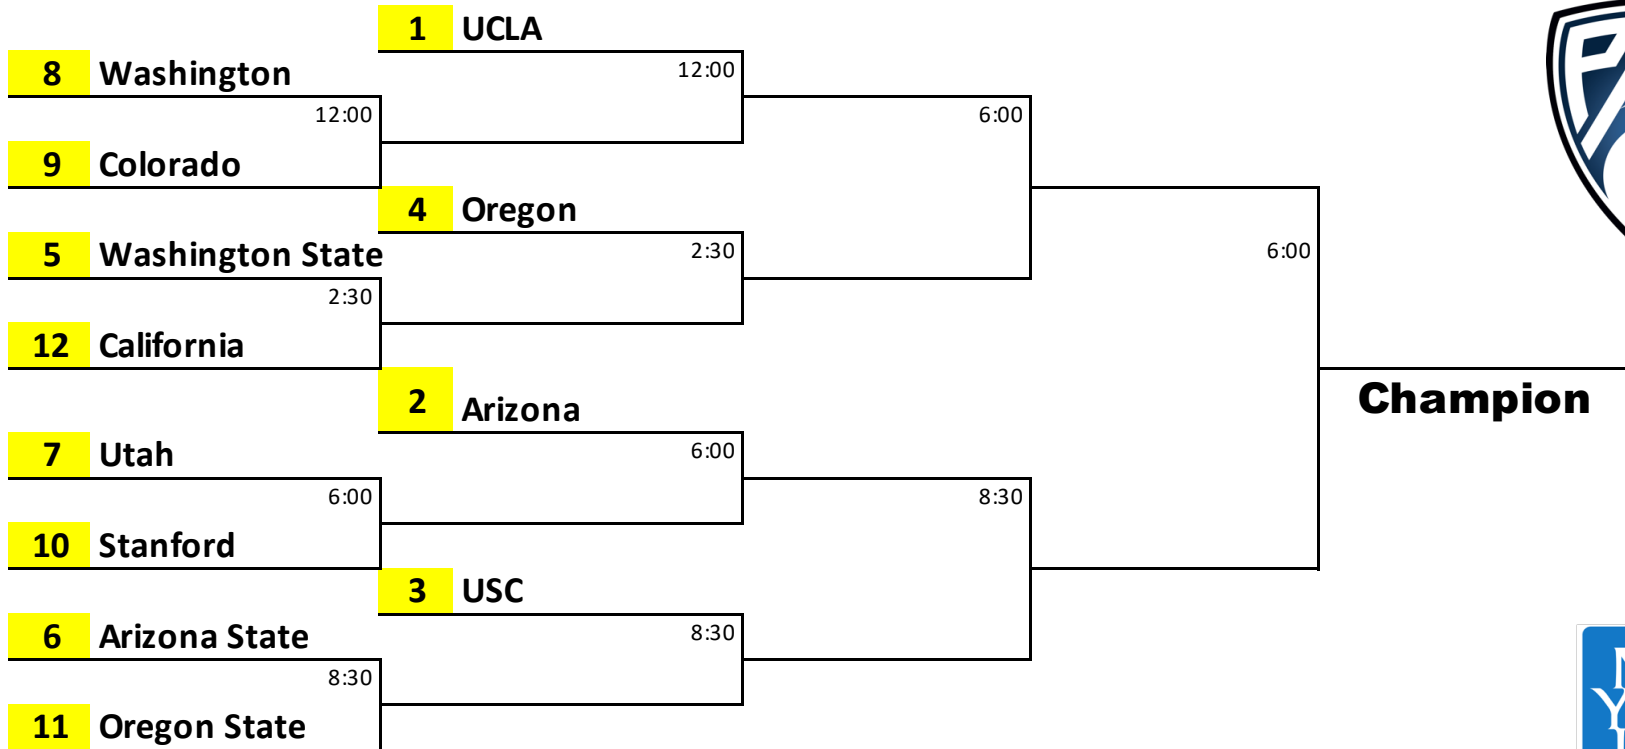 1 UCLA
8 Washington
12:00
12:00
6:00
9 Colorado
4 Oregon
5 Washington State
2:30
6:00
2:30
12 California
2 Arizona
Champion
7 Utah
6:00
6:00
8:30
10 Stanford
3 USC
6 Arizona State
8:30
8:30
11 Oregon State